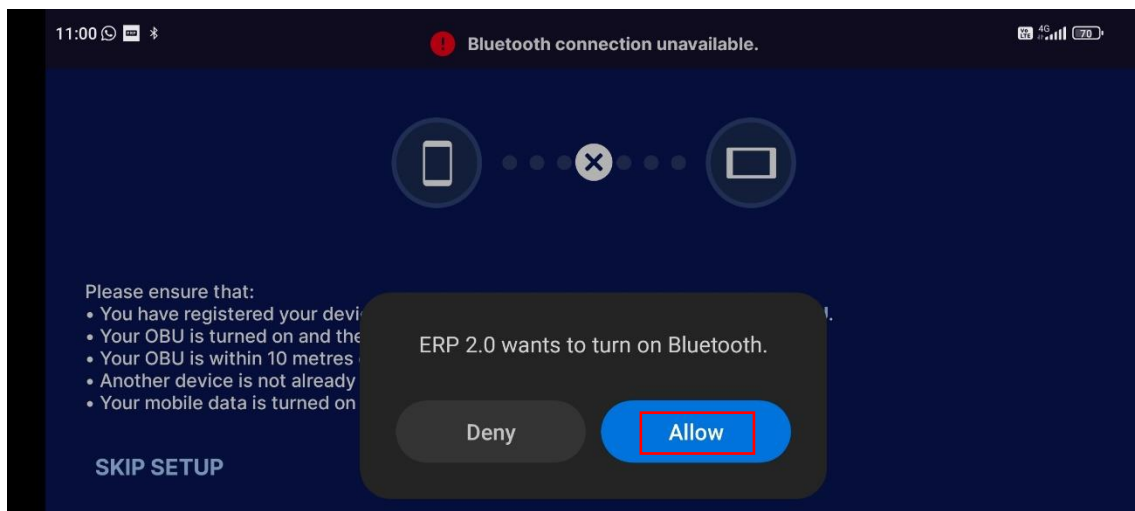 11:00
4G
70
Bluetooth connection unavailable.
Please ensure that:
• You have registered your devi
• Your OBU is turned on and the
• Your OBU is within 10 metres
• Another device is not already
• Your mobile data is turned on
ERP 2.0 wants to turn on Bluetooth.
Deny
Allow
SKIP SETUP